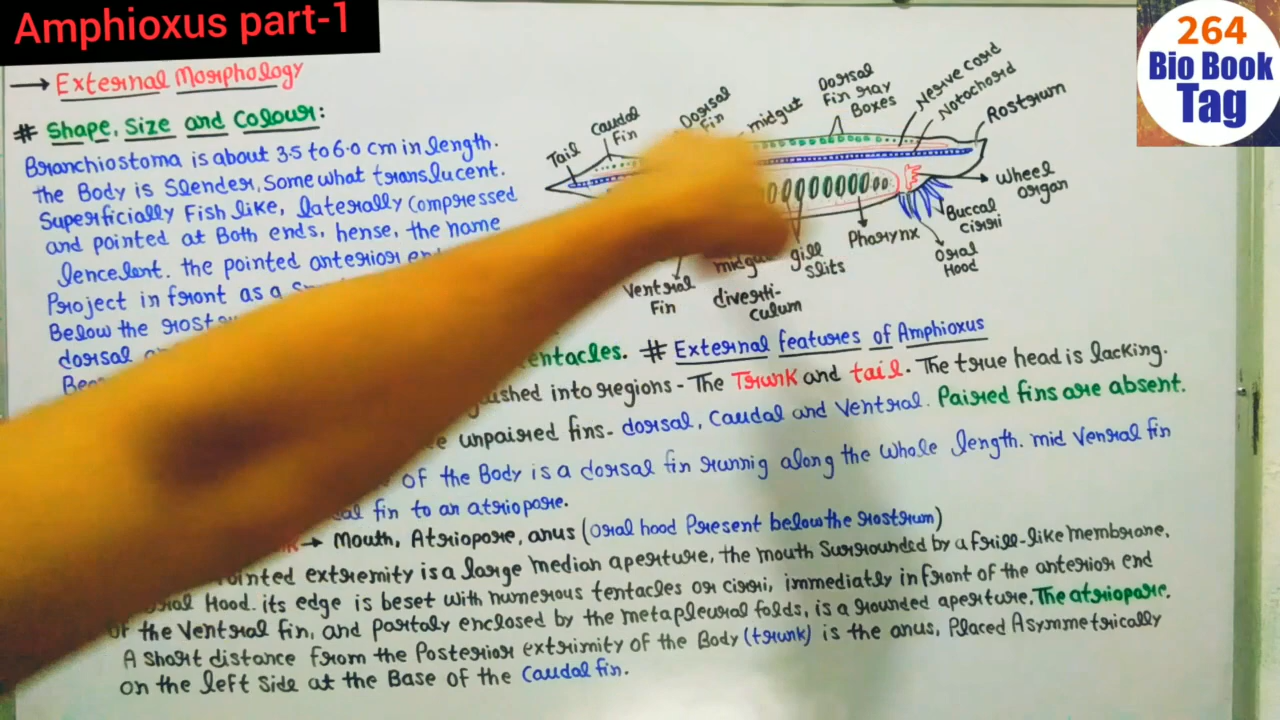 Amphioxus part-1
264
Bio Book
Tag
→ External Morphology
# Shape, Size and Colour:
Branchiostoma is about 3.5 to 6.0 cm in length.
the Body is Slender, Some what translucent.
Superficially Fish like, laterally Compressed
and pointed at Both ends, hense, the name
lencelent. the pointed anterior
Project in front as a
Below the
dorsal
Tail
Caudal
Fin
Dorsal
Fin
midgut
Dorsal
Fin ray
Boxes
Nerve cord
Notochord
Rostrum
Wheel
organ
Buccal
cirri
Oral
Hood
Pharynx
gill
slits
diverti-
culum
Ventral
Fin
entacles. # External features of Amphioxus
uished into regions - The Trunk and tail. The true head is lacking.
unpaired fins- dorsal, Caudal and Ventral. Paired fins are absent.
of the Body is a dorsal fin runnig along the whole length. mid Venral fin
fin to an atriopore.
→ Mouth, Atriopore, anus (oral hood Present below the rostrum)
ointed extremity is a large median aperture, the mouth Surrounded by a frill-like membrane,
Hood. its edge is beset with numerous tentacles or cirri, immediately in front of the anterior end
of the Ventral fin, and partaly enclosed by the metapleural folds, is a rounded aperture. The atriopore.
A Short distance from the Posterior extrimity of the Body (trunk) is the anus, Placed Asymmetrically
on the left Side at the Base of the Caudal fin.